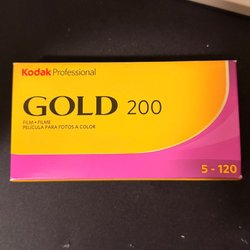 Kodak Professional
GOLD 200
FILM • FILME
PELÍCULA PARA FOTOS A COLOR
5 - 120